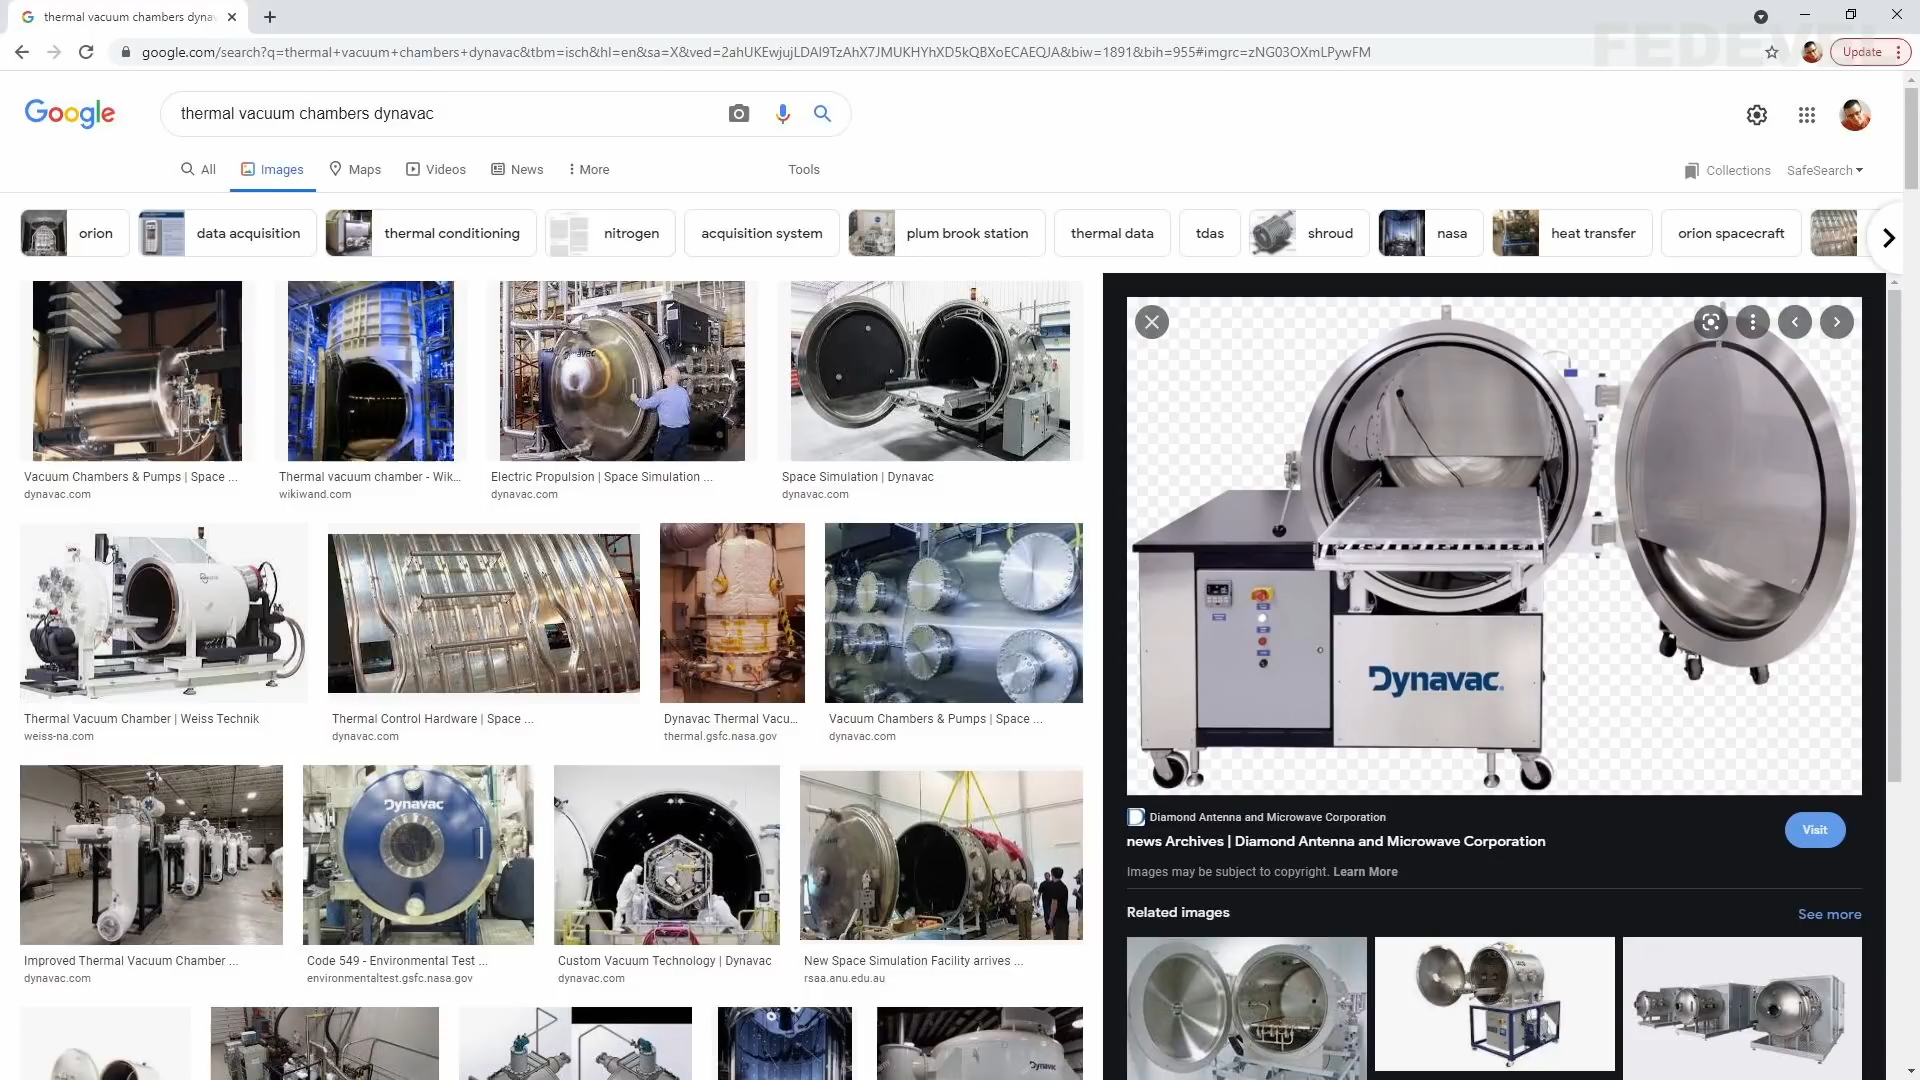 thermal vacuum chambers dyna
google.com/search?q=thermal+vacuum+chambers+dynavac&tbm=isch&hl=en&sa=X&ved=2ahUKEwjujLDAl9TzAhX7JMUKHYhXD5kQBXoECAEQJA&biw=1891&bih=955#imgrc=zNG03OXmLPywFM
Update
FEDEVEL
Google
thermal vacuum chambers dynavac
All
Images
Maps
Videos
News
More
Tools
Collections
SafeSearch
orion
data acquisition
thermal conditioning
nitrogen
acquisition system
plum brook station
thermal data
tdas
shroud
nasa
heat transfer
orion spacecraft
Vacuum Chambers & Pumps | Space ...
dynavac.com
Thermal vacuum chamber - Wik...
wikiwand.com
Dynavac
Electric Propulsion | Space Simulation ...
dynavac.com
Space Simulation | Dynavac
dynavac.com
Thermal Vacuum Chamber | Weiss Technik
weiss-na.com
Thermal Control Hardware | Space ...
dynavac.com
Dynavac Thermal Vacu...
thermal.gsfc.nasa.gov
Vacuum Chambers & Pumps | Space ...
dynavac.com
Improved Thermal Vacuum Chamber ...
dynavac.com
Dynavac
Code 549 - Environmental Test ...
environmentaltest.gsfc.nasa.gov
Custom Vacuum Technology | Dynavac
dynavac.com
New Space Simulation Facility arrives ...
rsaa.anu.edu.au
Dynavac
Dynavac.
Diamond Antenna and Microwave Corporation
news Archives | Diamond Antenna and Microwave Corporation
Visit
Images may be subject to copyright. Learn More
Related images
See more